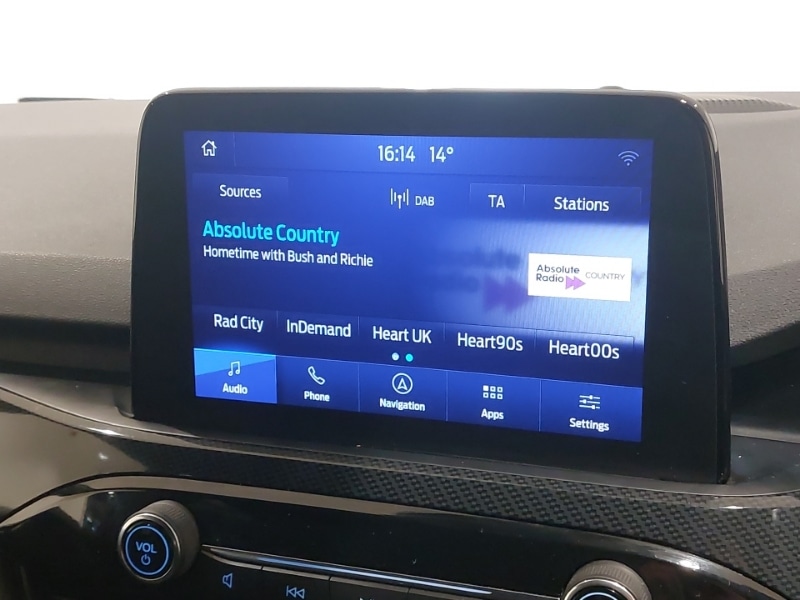 16:14 14°
Sources DAB TA Stations
Absolute Country
Hometime with Bush and Richie
Absolute
Radio COUNTRY
Rad City InDemand Heart UK Heart90s Heart00s
Audio Phone Navigation Apps Settings
VOL